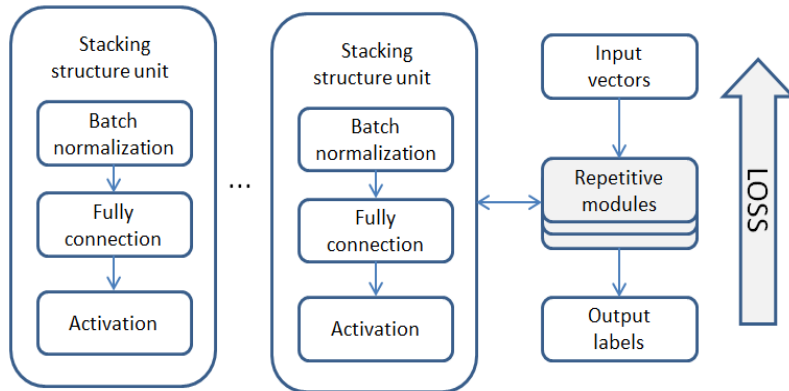 Stacking
structure unit
Batch
normalization
Fully
connection
Activation
...
Stacking
structure unit
Batch
normalization
Fully
connection
Activation
Input
vectors
Repetitive
modules
Output
labels
LOSS